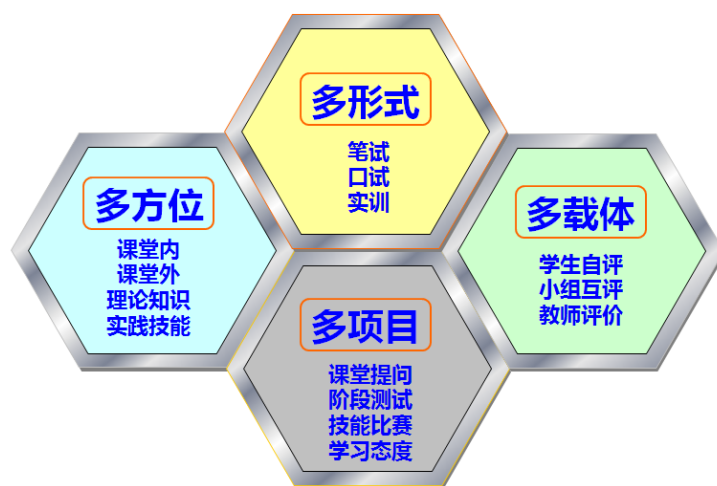 多形式
笔试
口试
实训
多方位
课堂内
课堂外
理论知识
实践技能
多载体
学生自评
小组互评
教师评价
多项目
课堂提问
阶段测试
技能比赛
学习态度